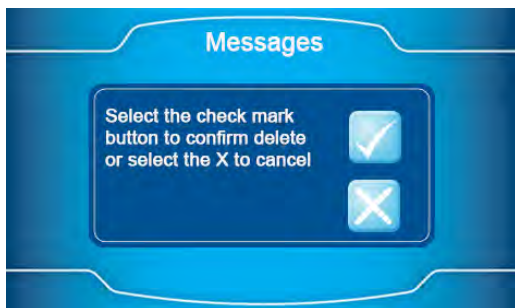 Messages
Select the check mark
button to confirm delete
or select the X to cancel